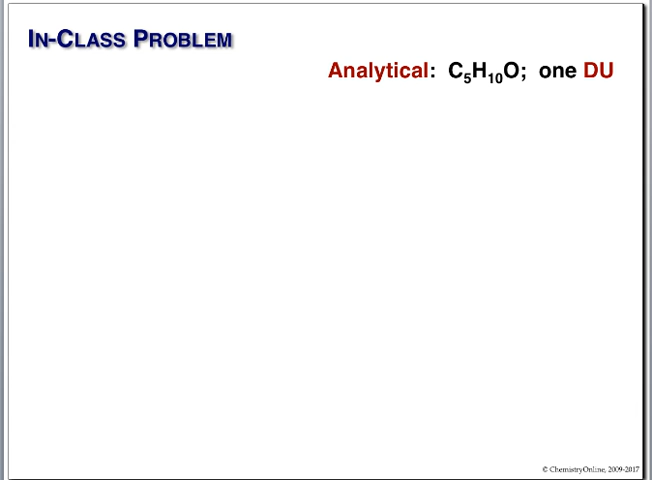 IN-CLASS PROBLEM
Analytical: C₅H₁₀O; one DU
© ChemistryOnline, 2009-2017